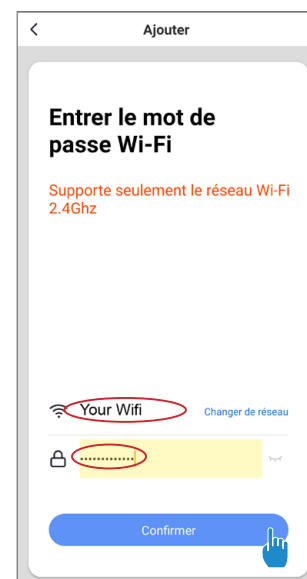 Ajouter
Entrer le mot de
passe Wi-Fi
Supporte seulement le réseau Wi-Fi
2.4Ghz
Your Wifi
Changer de réseau
•••••••••••••
Confirmer